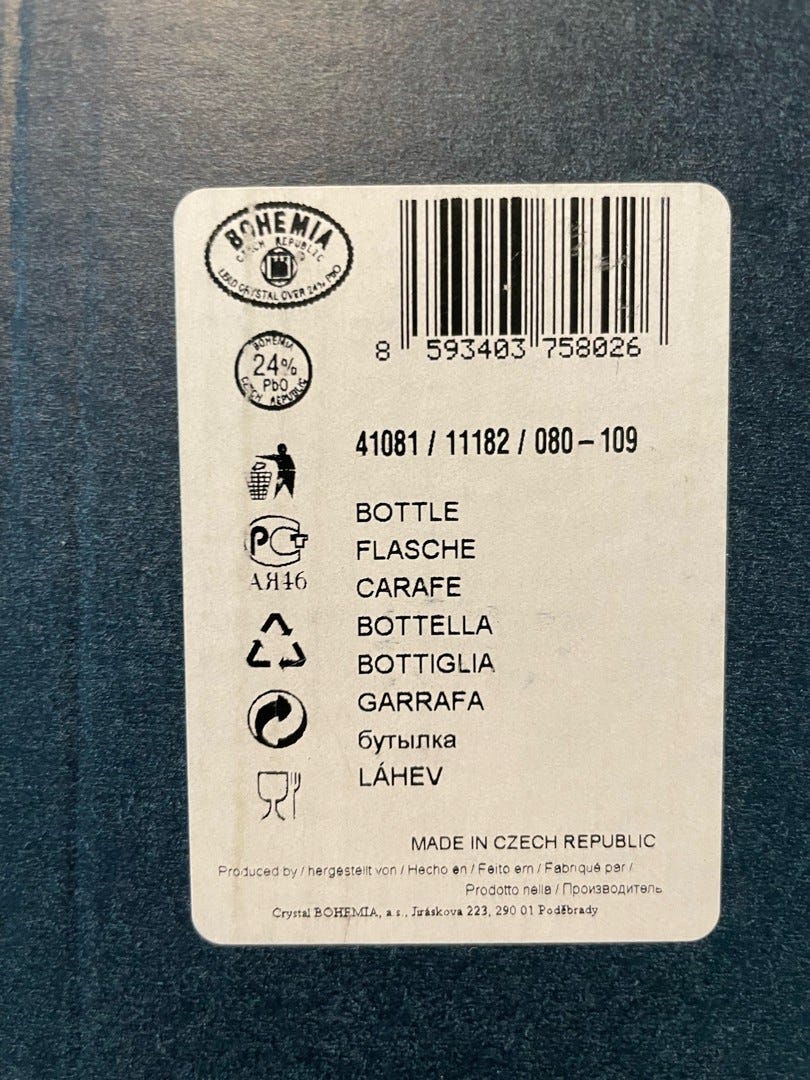 BOHEMIA
CZECH REPUBLIC
LEAD CRYSTAL OVER 24% PbO
8 593403 758026
BOHEMIA
24%
PbO
CZECH REPUBLIC
41081 / 11182 / 080 – 109
АЯ46
BOTTLE
FLASCHE
CARAFE
BOTTELLA
BOTTIGLIA
GARRAFA
бутылка
LÁHEV
MADE IN CZECH REPUBLIC
Produced by / hergestellt von / Hecho en / Feito em / Fabriqué par /
Prodotto nella / Производитель
Crystal BOHEMIA, a.s., Jiráskova 223, 290 01 Poděbrady